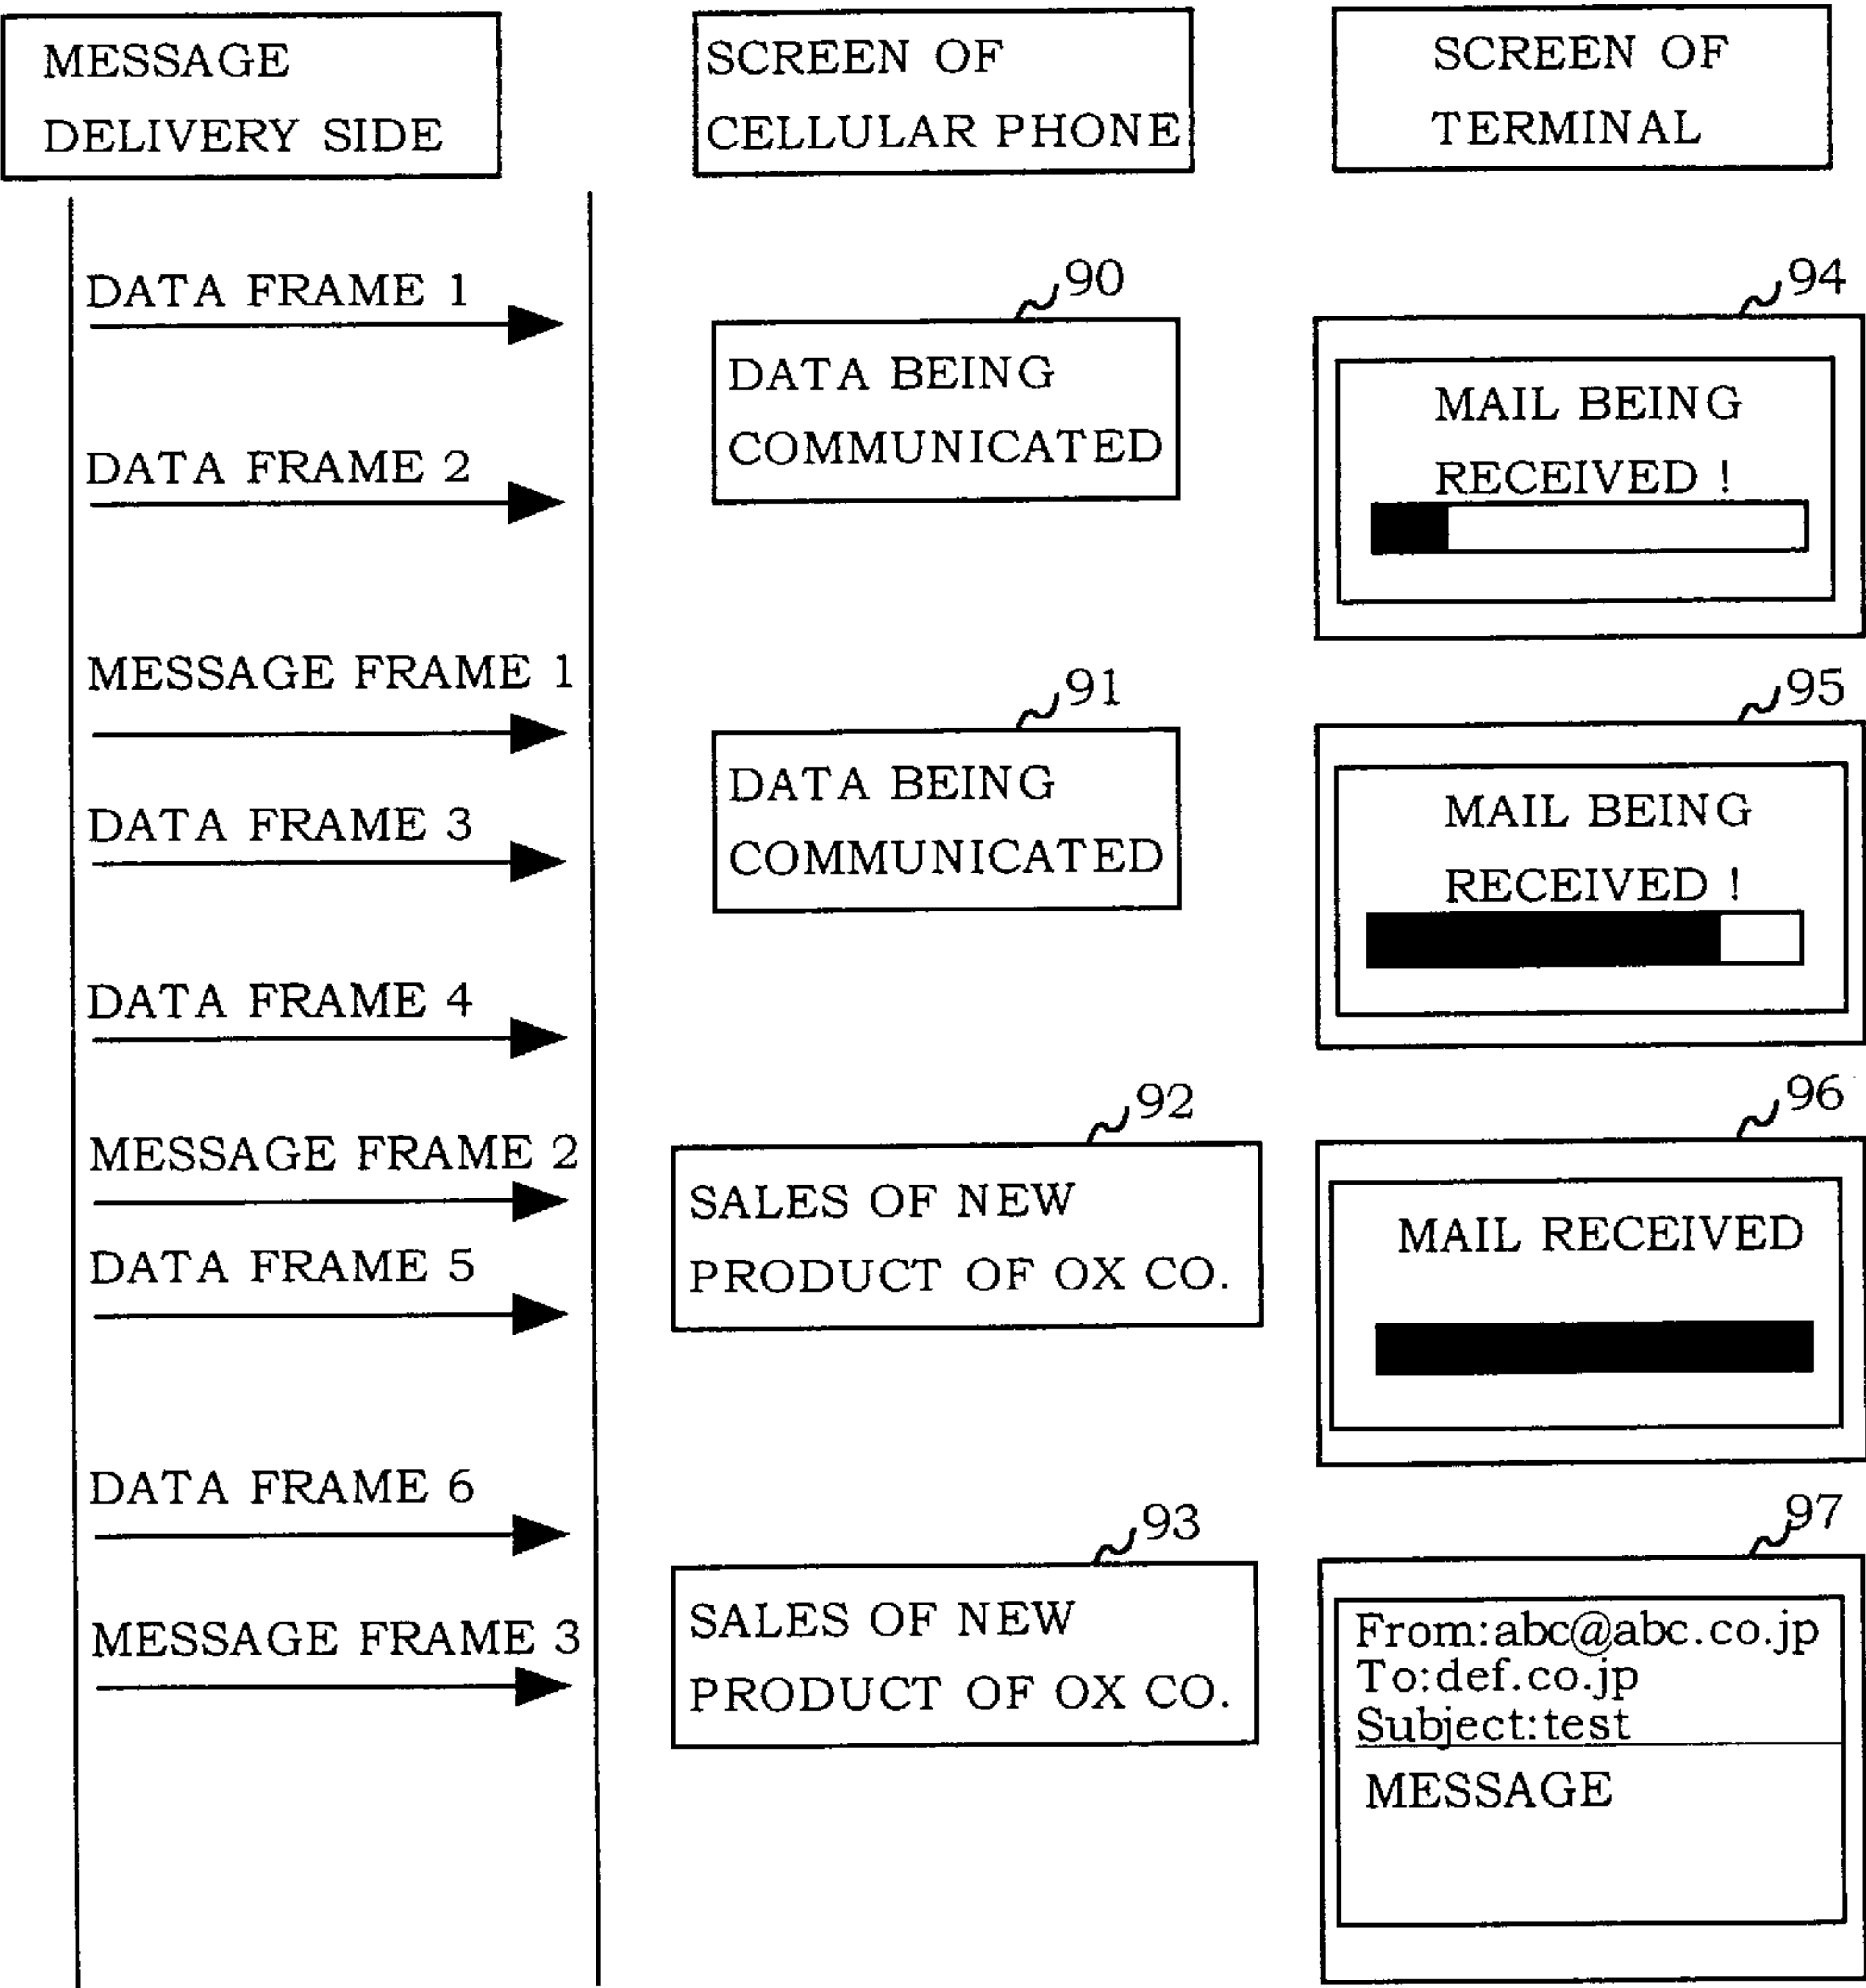 MESSAGE
DELIVERY SIDE
SCREEN OF
CELLULAR PHONE
SCREEN OF
TERMINAL
DATA FRAME 1
DATA FRAME 2
MESSAGE FRAME 1
DATA FRAME 3
DATA FRAME 4
MESSAGE FRAME 2
DATA FRAME 5
DATA FRAME 6
MESSAGE FRAME 3
90
DATA BEING
COMMUNICATED
91
DATA BEING
COMMUNICATED
92
SALES OF NEW
PRODUCT OF OX CO.
93
SALES OF NEW
PRODUCT OF OX CO.
94
MAIL BEING
RECEIVED !
95
MAIL BEING
RECEIVED !
96
MAIL RECEIVED
97
From:abc@abc.co.jp
To:def.co.jp
Subject:test
MESSAGE